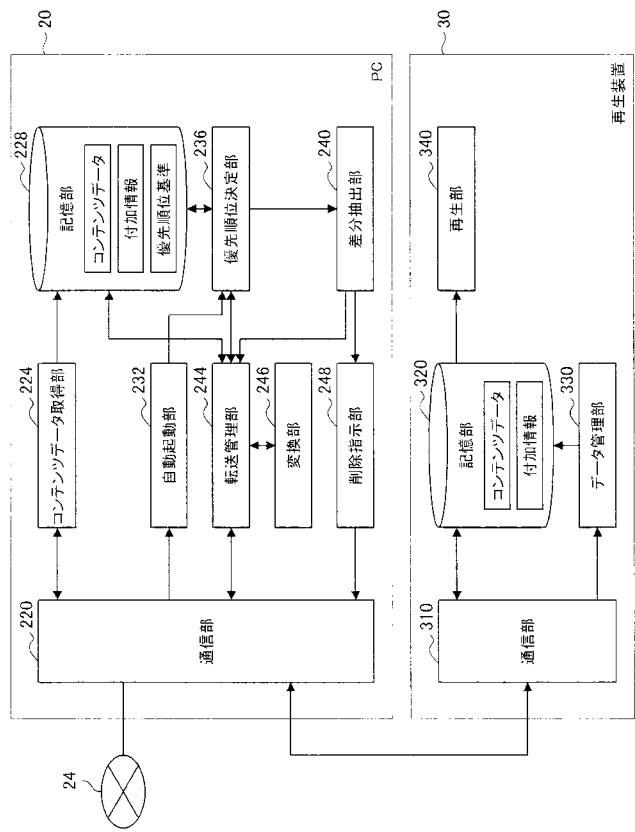 20
PC
24
220
通信部
224
コンテンツデータ取得部
228
記憶部
コンテンツデータ
付加情報
優先順位基準
232
自動起動部
236
優先順位決定部
244
転送管理部
246
変換部
240
差分抽出部
248
削除指示部
30
再生装置
310
通信部
320
記憶部
コンテンツデータ
付加情報
330
データ管理部
340
再生部